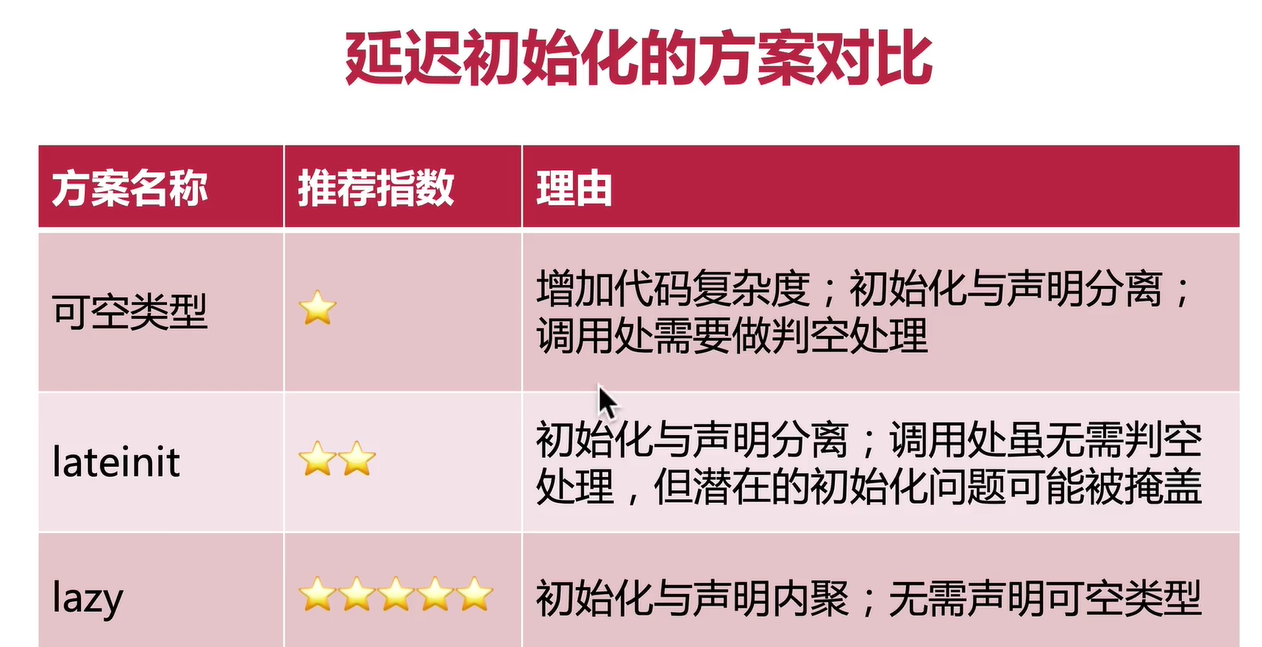 延迟初始化的方案对比
方案名称 推荐指数 理由
可空类型 ⭐ 增加代码复杂度；初始化与声明分离；
调用处需要做判空处理
lateinit ⭐⭐ 初始化与声明分离；调用处虽无需判空
处理，但潜在的初始化问题可能被掩盖
lazy ⭐⭐⭐⭐⭐ 初始化与声明内聚；无需声明可空类型